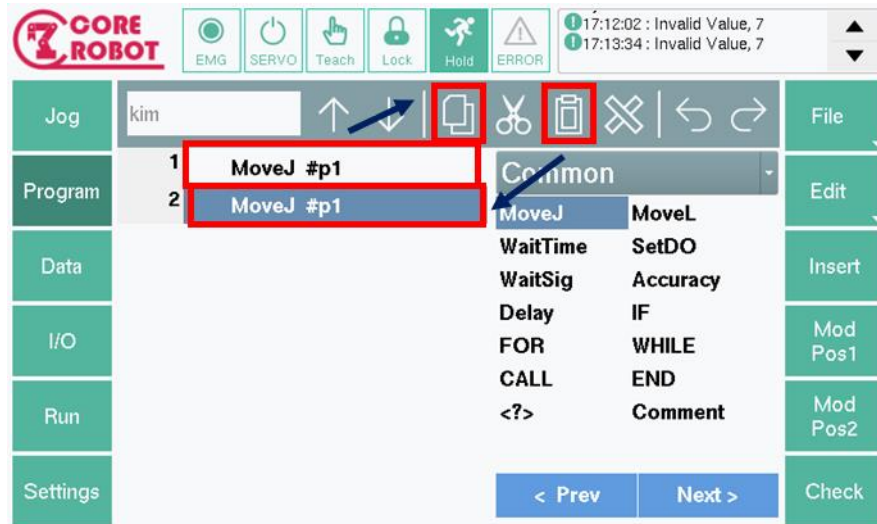 CORE
ROBOT
EMG
SERVO
Teach
Lock
Hold
ERROR
17:12:02 : Invalid Value, 7
17:13:34 : Invalid Value, 7
Jog
Program
Data
I/O
Run
Settings
kim
1 MoveJ #p1
2 MoveJ #p1
Common
MoveJ MoveL
WaitTime SetDO
WaitSig Accuracy
Delay IF
FOR WHILE
CALL END
<?> Comment
< Prev Next >
File
Edit
Insert
Mod
Pos1
Mod
Pos2
Check